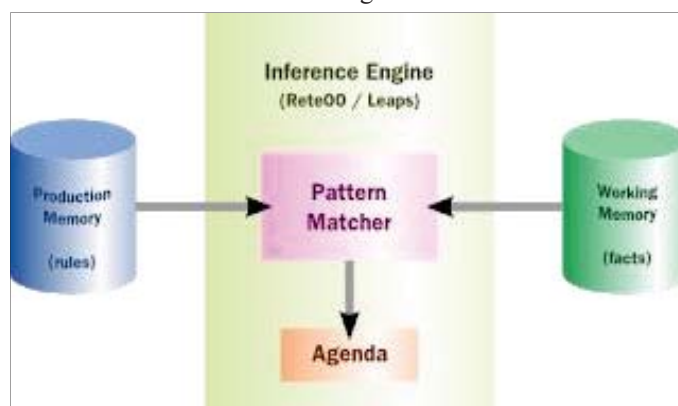 Inference Engine
(ReteOO / Leaps)
Production
Memory
(rules)
Pattern
Matcher
Working
Memory
(facts)
Agenda